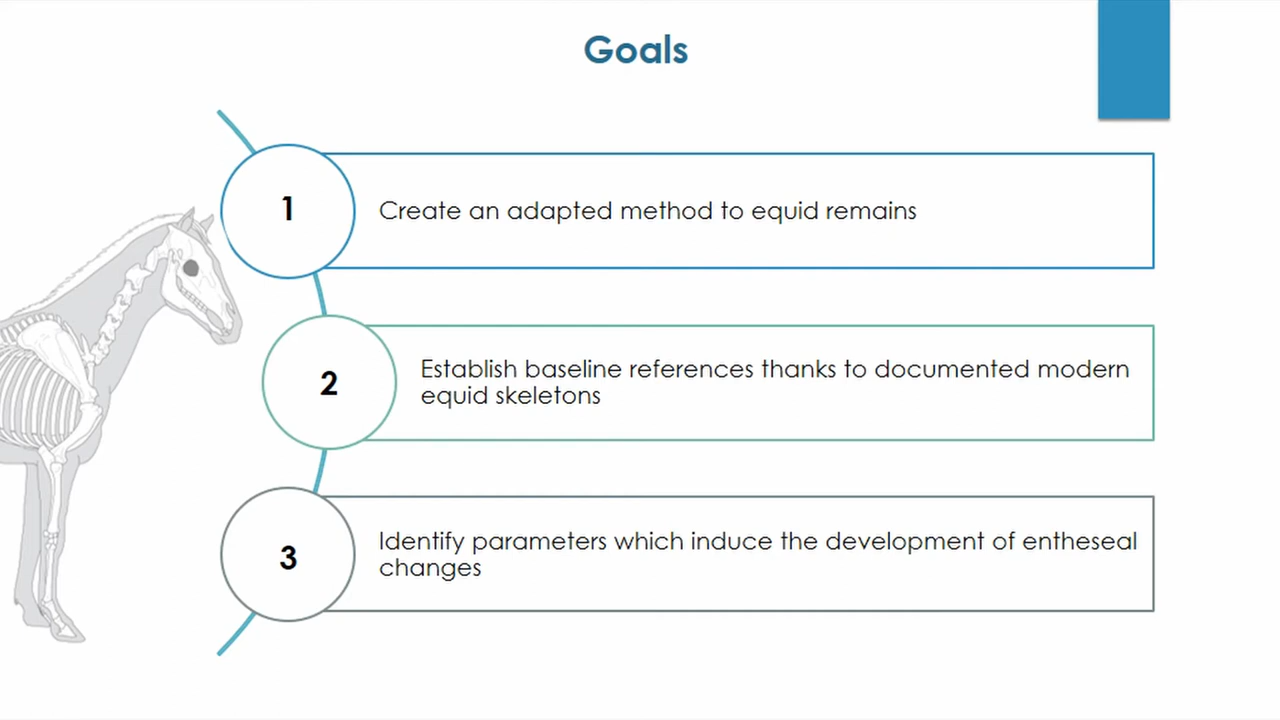 Goals
1
Create an adapted method to equid remains
2
Establish baseline references thanks to documented modern
equid skeletons
3
Identify parameters which induce the development of entheseal
changes